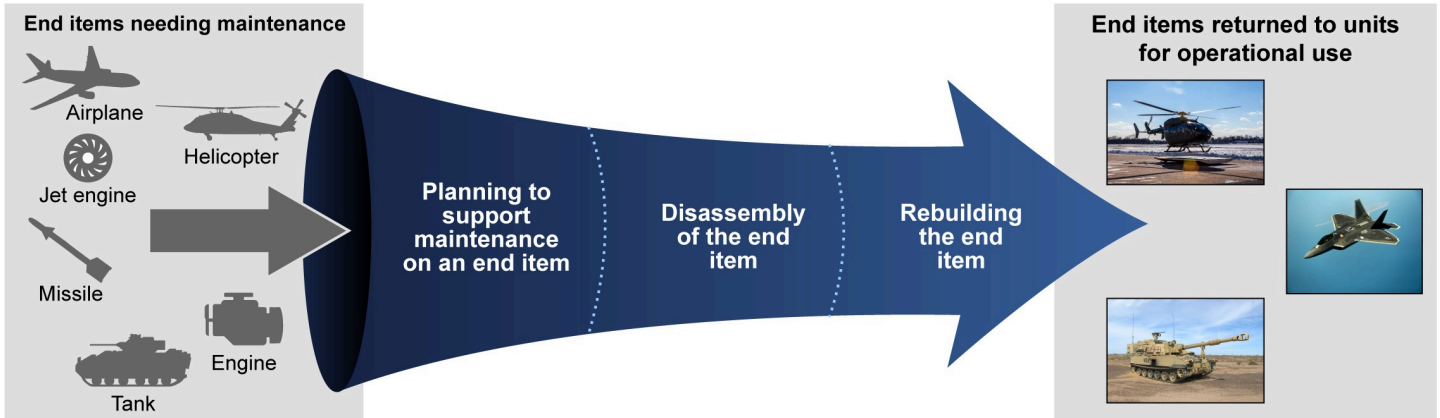 End items needing maintenance
Airplane
Helicopter
Jet engine
Missile
Engine
Tank
Planning to
support
maintenance
on an end item
Disassembly
of the end
item
Rebuilding
the end
item
End items returned to units
for operational use